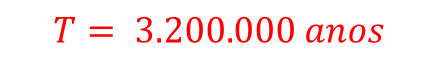 T = 3.200.000 anos